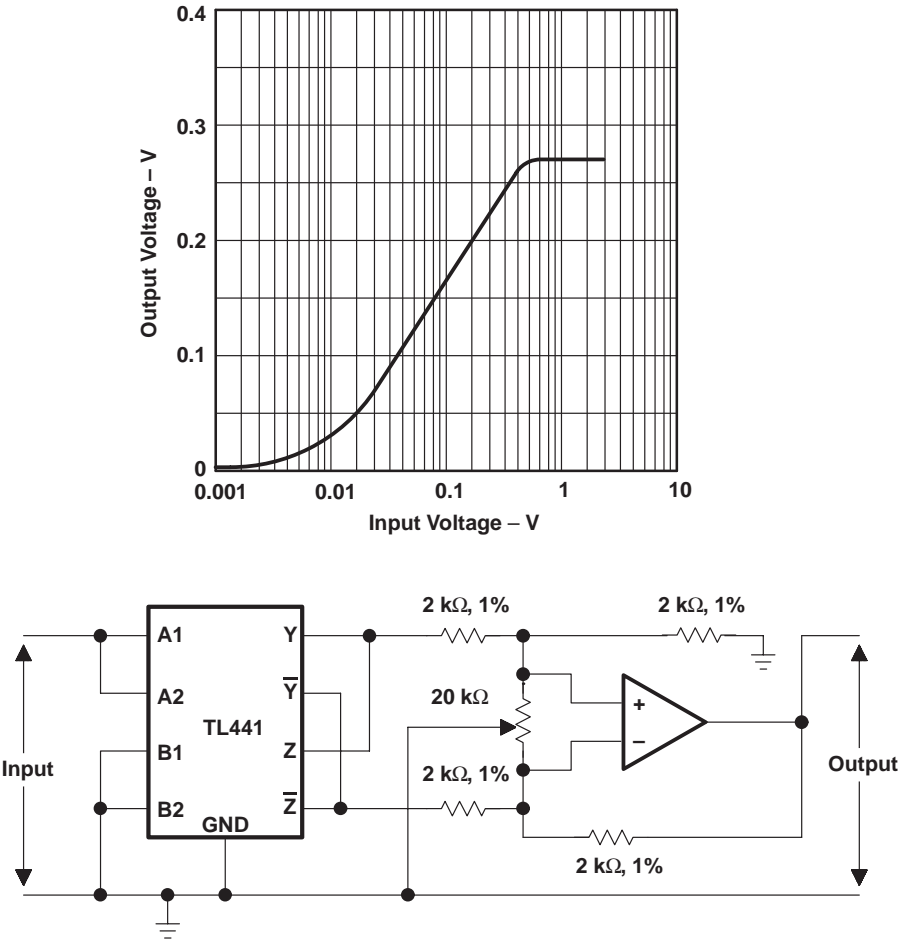 0.4
0.3
0.2
0.1
0
Output Voltage – V
0.001 0.01 0.1 1 10
Input Voltage – V
2 kΩ, 1% 2 kΩ, 1%
A1 Y
A2 Y̅
20 kΩ
+
TL441
B1 Z
–
Input
2 kΩ, 1%
Output
B2 Z̅
GND
2 kΩ, 1%